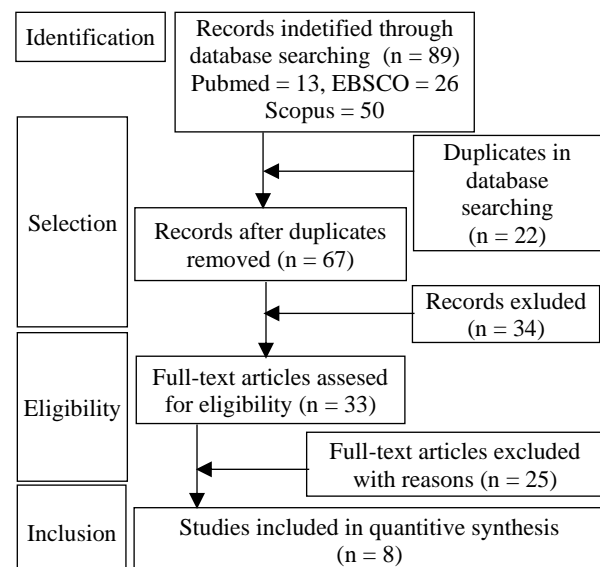 Identification
Records indetified through
database searching (n = 89)
Pubmed = 13, EBSCO = 26
Scopus = 50
Selection
Duplicates in
database
searching
(n = 22)
Records after duplicates
removed (n = 67)
Records exluded
(n = 34)
Eligibility
Full-text articles assesed
for eligibility (n = 33)
Full-text articles excluded
with reasons (n = 25)
Inclusion
Studies included in quantitive synthesis
(n = 8)